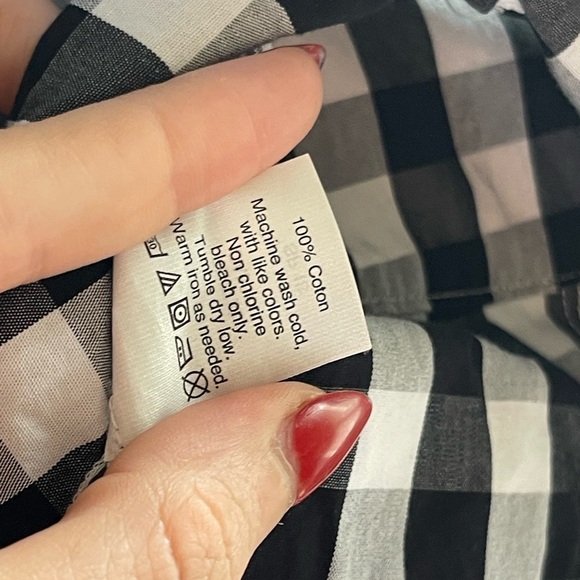 100% Coton
Machine wash cold,
with like colors.
Non chlorine
bleach only.
Tumble dry low.
Warm iron as needed.
30